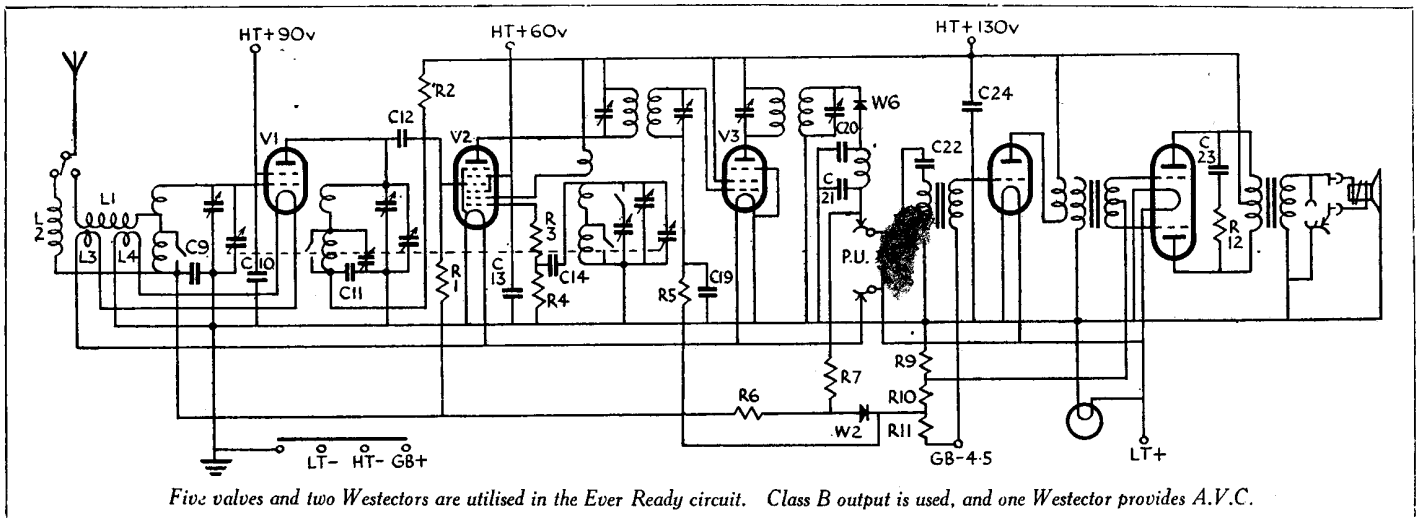 HT+90v
HT+60v
HT+130v
R2
C12
V1
V2
V3
W6
C20
C
21
C22
C24
C
23
R
12
L1
L
2
L3
L4
C9
C10
C11
R
1
C
13
R
3
R4
C14
R5
C19
P.U.
R7
R9
R10
R11
R6
W2
LT-
HT-
GB+
GB-4·5
LT+
Five valves and two Westectors are utilised in the Ever Ready circuit. Class B output is used, and one Westector provides A.V.C.